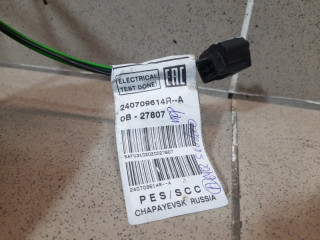 ELECTRICAL
TEST DONE
EAC
240709614R--A
0B - 27807
240709614R--A
PES/SCC
CHAPAYEVSK RUSSIA